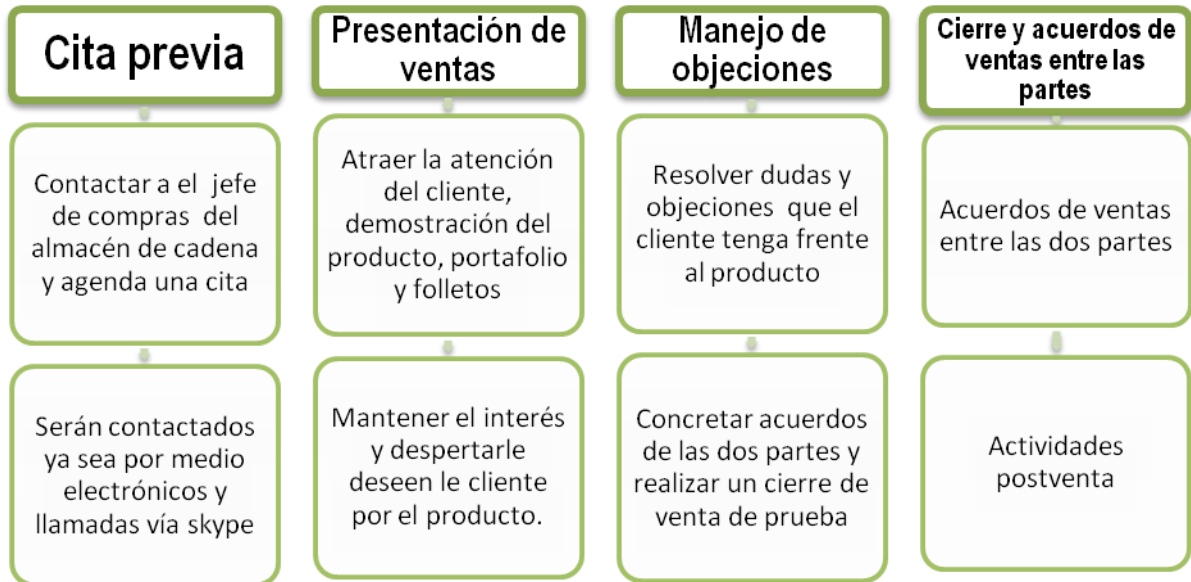 Cita previa
Contactar a el jefe
de compras del
almacén de cadena
y agenda una cita
Serán contactados
ya sea por medio
electrónicos y
llamadas vía skype
Presentación de
ventas
Atraer la atención
del cliente,
demostración del
producto, portafolio
y folletos
Mantener el interés
y despertarle
deseen le cliente
por el producto.
Manejo de
objeciones
Resolver dudas y
objeciones que el
cliente tenga frente
al producto
Concretar acuerdos
de las dos partes y
realizar un cierre de
venta de prueba
Cierre y acuerdos de
ventas entre las
partes
Acuerdos de ventas
entre las dos partes
Actividades
postventa